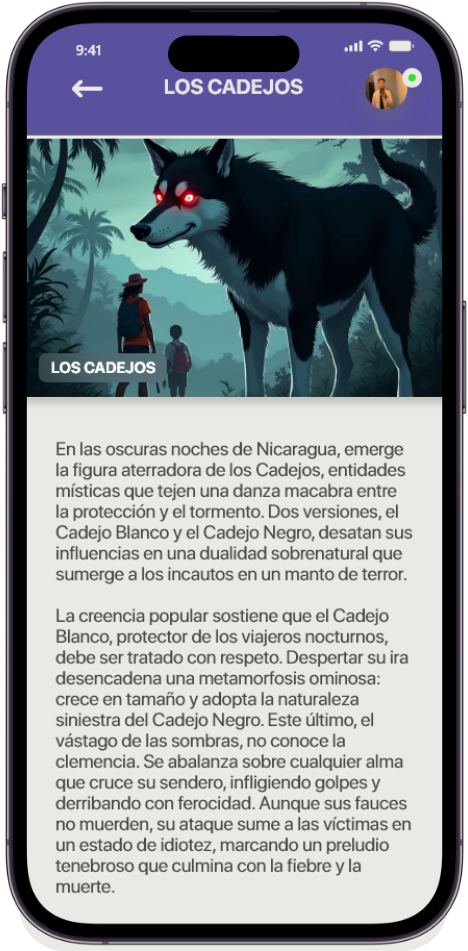 9:41
LOS CADEJOS
LOS CADEJOS
En las oscuras noches de Nicaragua, emerge
la figura aterradora de los Cadejos, entidades
místicas que tejen una danza macabra entre
la protección y el tormento. Dos versiones, el
Cadejo Blanco y el Cadejo Negro, desatan sus
influencias en una dualidad sobrenatural que
sumerge a los incautos en un manto de terror.
La creencia popular sostiene que el Cadejo
Blanco, protector de los viajeros nocturnos,
debe ser tratado con respeto. Despertar su ira
desencadena una metamorfosis ominosa:
crece en tamaño y adopta la naturaleza
siniestra del Cadejo Negro. Este último, el
vástago de las sombras, no conoce la
clemencia. Se abalanza sobre cualquier alma
que cruce su sendero, infligiendo golpes y
derribando con ferocidad. Aunque sus fauces
no muerden, su ataque sume a las víctimas en
un estado de idiotez, marcando un preludio
tenebroso que culmina con la fiebre y la
muerte.